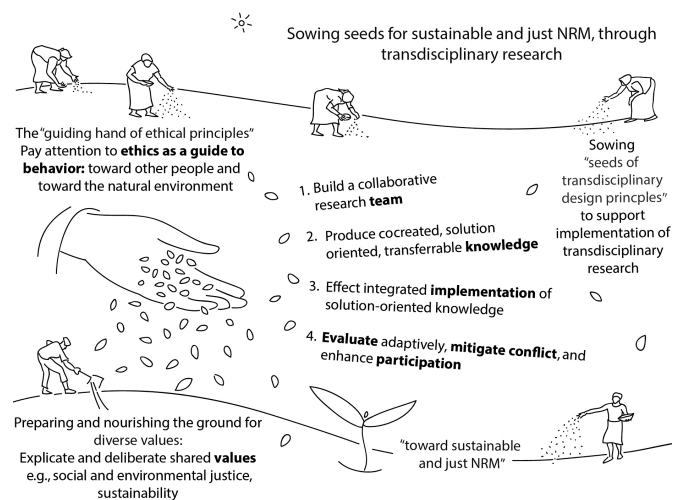 Sowing seeds for sustainable and just NRM, through
transdisciplinary research
The “guiding hand of ethical principles”
Pay attention to ethics as a guide to
behavior: toward other people and
toward the natural environment
Sowing
“seeds of
transdisciplinary
design princples”
to support
implementation of
transdisciplinary
research
1. Build a collaborative
research team
2. Produce cocreated, solution
oriented, transferrable knowledge
3. Effect integrated implementation of
solution-oriented knowledge
4. Evaluate adaptively, mitigate conflict, and
enhance participation
Preparing and nourishing the ground for
diverse values:
Explicate and deliberate shared values
e.g., social and environmental justice,
sustainability
“toward sustainable
and just NRM”